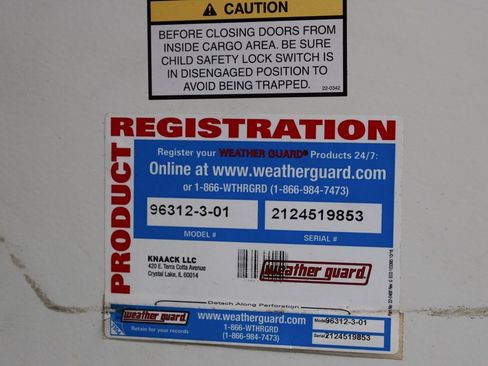 CAUTION
BEFORE CLOSING DOORS FROM
INSIDE CARGO AREA. BE SURE
CHILD SAFETY LOCK SWITCH IS
IN DISENGAGED POSITION TO
AVOID BEING TRAPPED.
22-0342
PRODUCT
REGISTRATION
Register your WEATHER GUARD® Products 24/7:
Online at www.weatherguard.com
or 1-866-WTHRGRD (1-866-984-7473)
96312-3-01 2124519853
MODEL # SERIAL #
KNAACK LLC
420 E. Terra Cotta Avenue
Crystal Lake, IL 60014
weather guard.
Detach Along Perforation
weather guard. www.weatherguard.com
Retain for your records
1-866-WTHRGRD
(1-866-984-7473)
Model 96312-3-01
Serial 2124519853